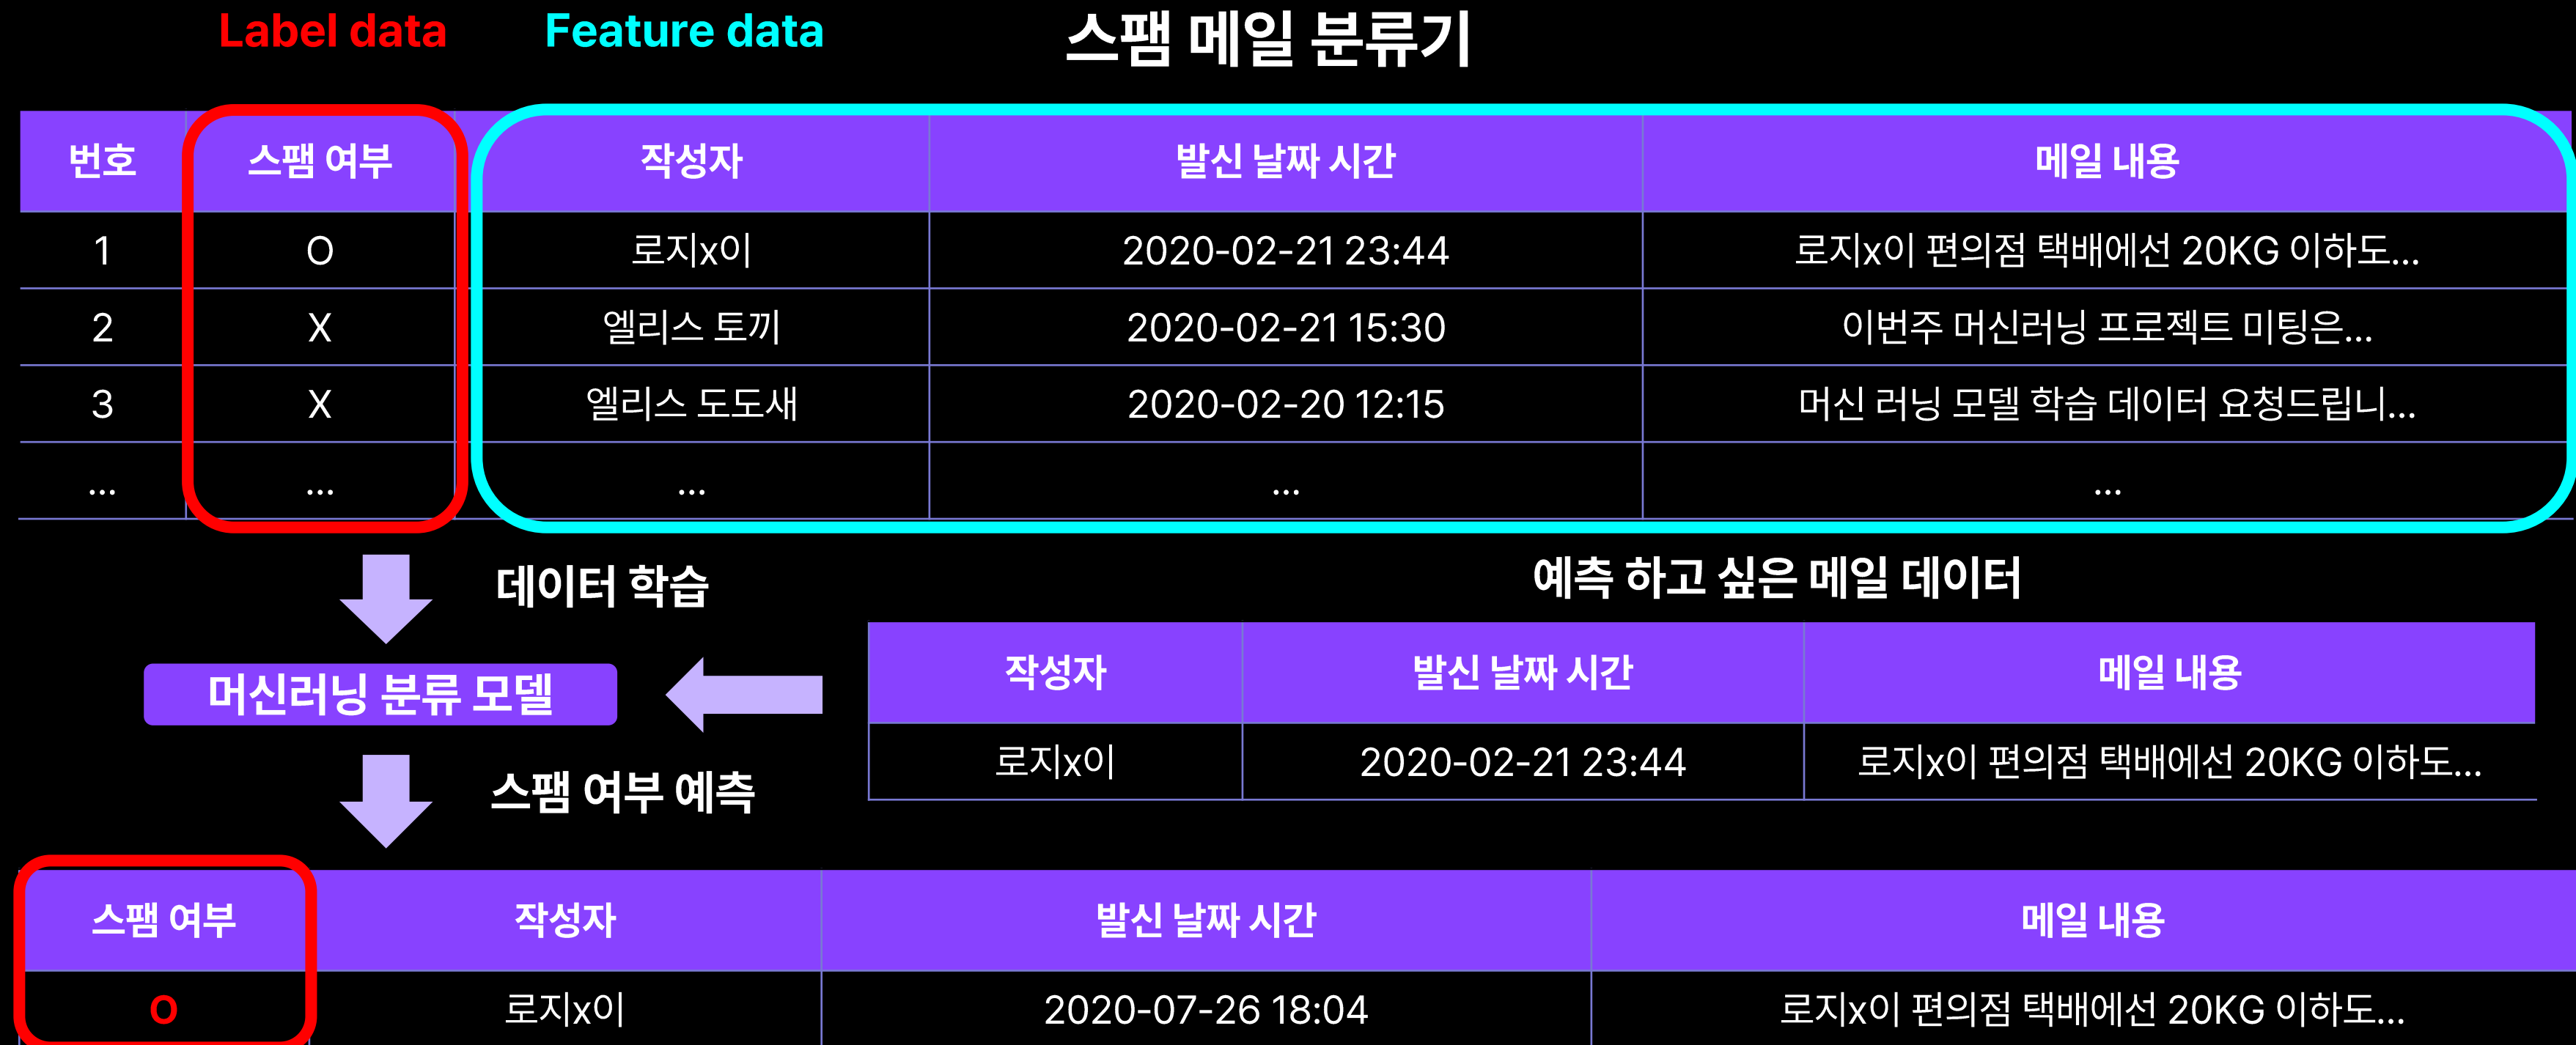 Label data Feature data 스팸 메일 분류기
번호 스팸 여부 작성자 발신 날짜 시간 메일 내용
1 O 로지x이 2020-02-21 23:44 로지x이 편의점 택배에선 20KG 이하도...
2 X 엘리스 토끼 2020-02-21 15:30 이번주 머신러닝 프로젝트 미팅은...
3 X 엘리스 도도새 2020-02-20 12:15 머신 러닝 모델 학습 데이터 요청드립니...
... ... ... ... ...
데이터 학습
예측 하고 싶은 메일 데이터
머신러닝 분류 모델
작성자 발신 날짜 시간 메일 내용
로지x이 2020-02-21 23:44 로지x이 편의점 택배에선 20KG 이하도...
스팸 여부 예측
스팸 여부 작성자 발신 날짜 시간 메일 내용
O 로지x이 2020-07-26 18:04 로지x이 편의점 택배에선 20KG 이하도...